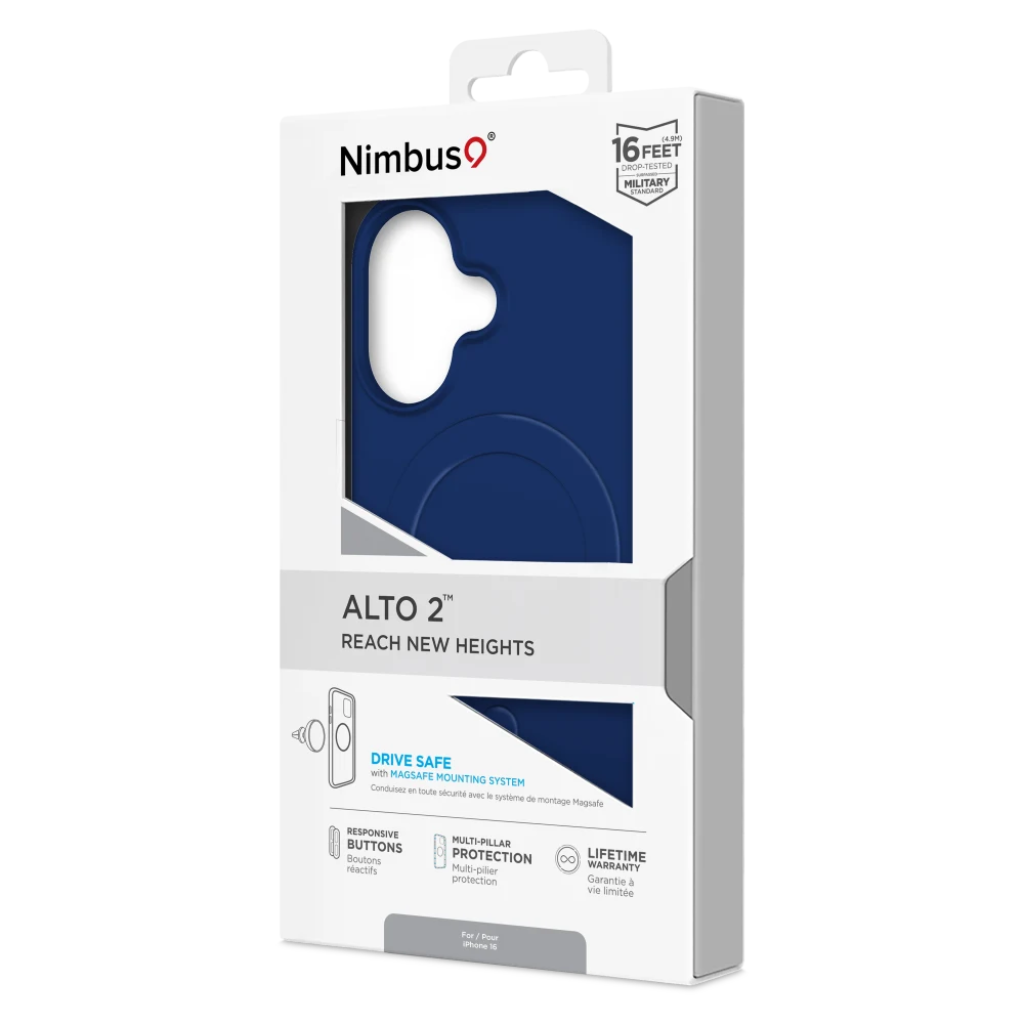 Nimbus9®
(4.9M)
16 FEET
DROP-TESTED
SURPASSES
MILITARY
STANDARD
ALTO 2™
REACH NEW HEIGHTS
DRIVE SAFE
with MAGSAFE MOUNTING SYSTEM
Conduisez en toute sécurité avec le système de montage Magsafe
RESPONSIVE
BUTTONS
Boutons
réactifs
MULTI-PILLAR
PROTECTION
Multi-pilier
protection
LIFETIME
WARRANTY
Garantie à
vie limitée
For / Pour
iPhone 16